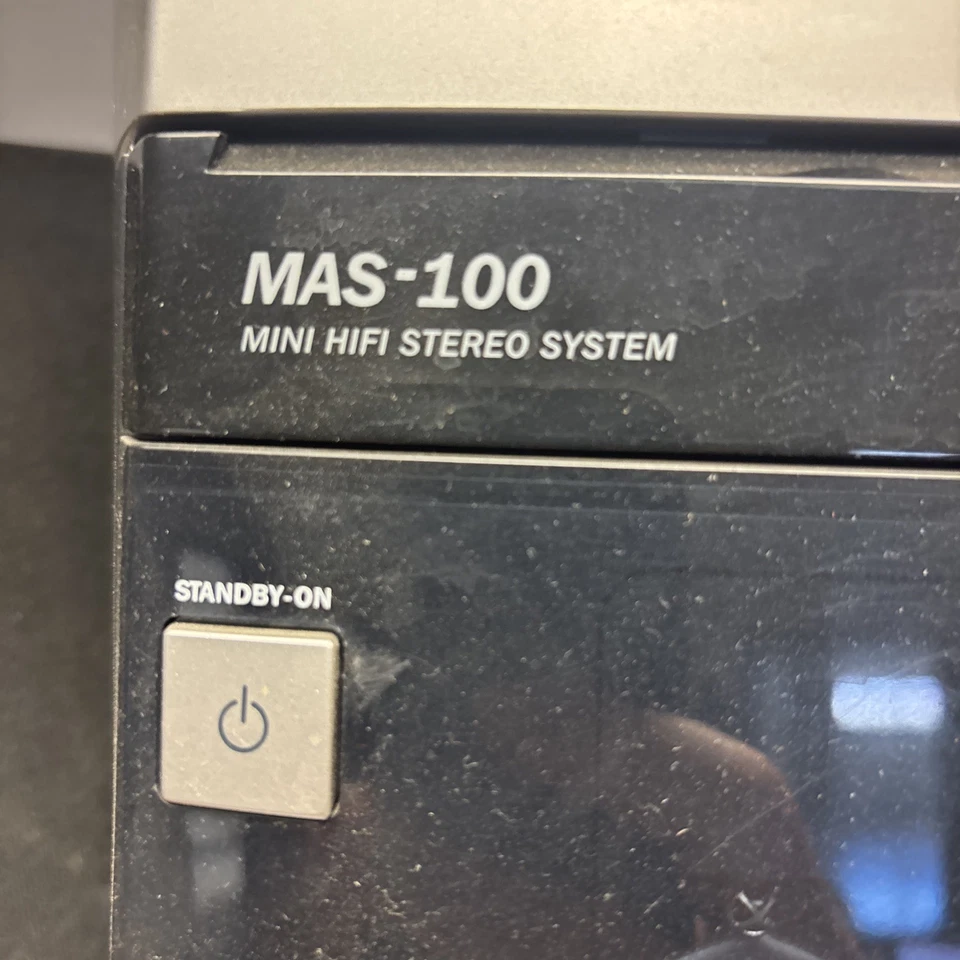 MAS-100
MINI HIFI STEREO SYSTEM
STANDBY-ON